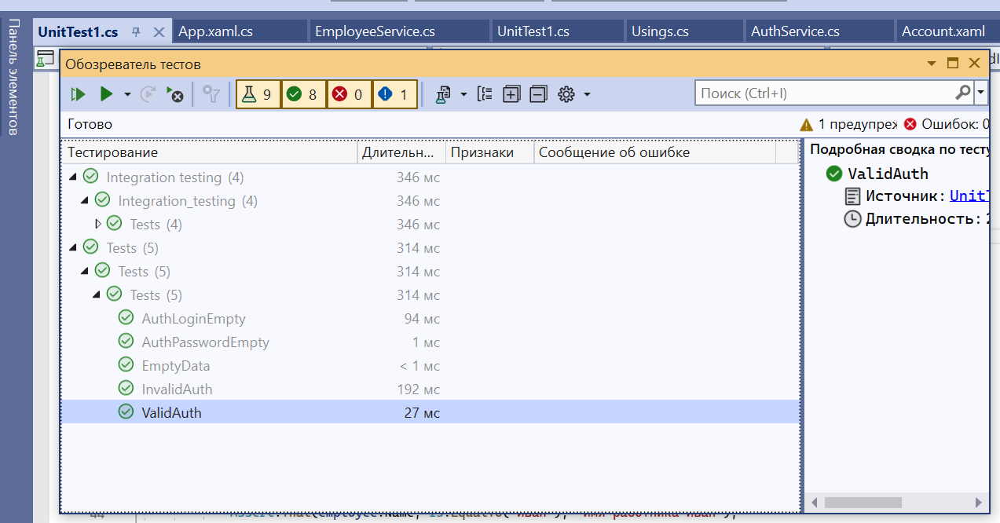 Панель элементов
UnitTest1.cs App.xaml.cs EmployeeService.cs UnitTest1.cs Usings.cs AuthService.cs Account.xaml
Обозреватель тестов
9 8 0 1 Поиск (Ctrl+I)
Готово 1 предупреж Ошибок: 0
Тестирование Длительн... Признаки Сообщение об ошибке
Integration testing (4) 346 мс
Integration_testing (4) 346 мс
Tests (4) 346 мс
Tests (5) 314 мс
Tests (5) 314 мс
Tests (5) 314 мс
AuthLoginEmpty 94 мс
AuthPasswordEmpty 1 мс
EmptyData < 1 мс
InvalidAuth 192 мс
ValidAuth 27 мс
Подробная сводка по тесту
ValidAuth
Источник: UnitT
Длительность: 2